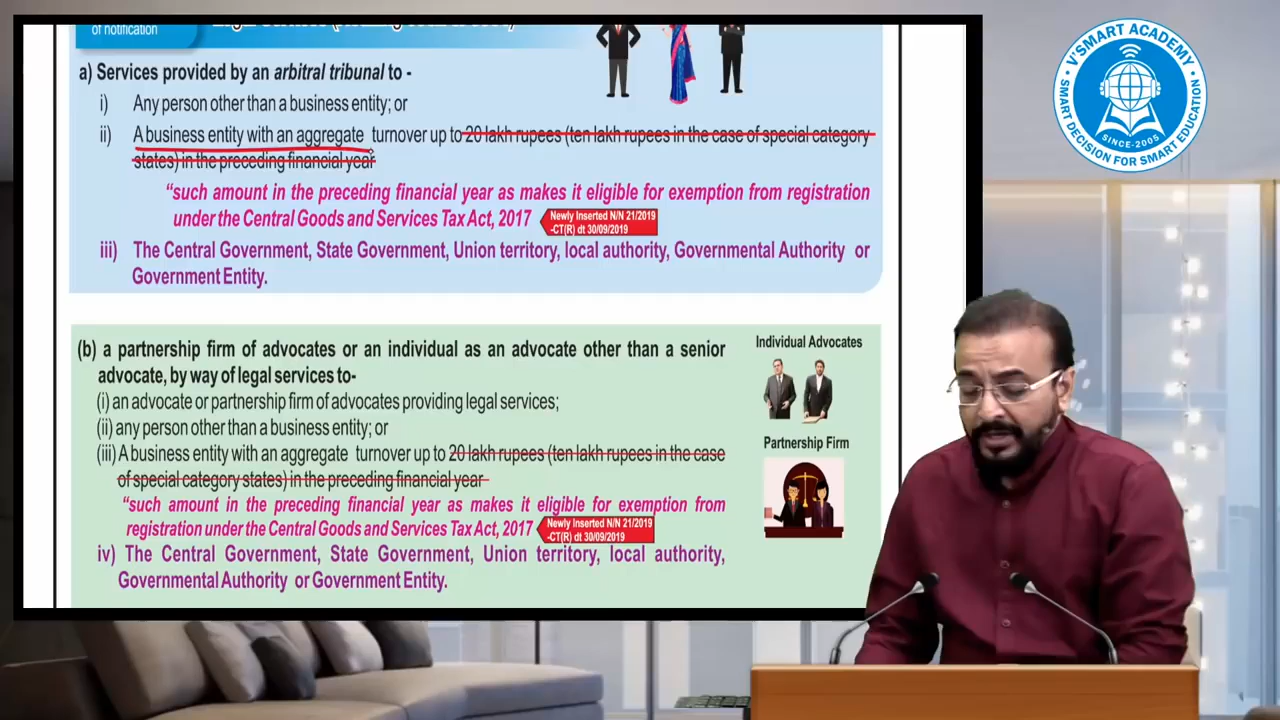 of notification
a) Services provided by an arbitral tribunal to -
i) Any person other than a business entity; or
ii) A business entity with an aggregate turnover up to 20 lakh rupees (ten lakh rupees in the case of special category
states) in the preceding financial year
"such amount in the preceding financial year as makes it eligible for exemption from registration
under the Central Goods and Services Tax Act, 2017
Newly Inserted N/N 21/2019
-CT(R) dt 30/09/2019
iii) The Central Government, State Government, Union territory, local authority, Governmental Authority or
Government Entity.
(b) a partnership firm of advocates or an individual as an advocate other than a senior
advocate, by way of legal services to-
(i) an advocate or partnership firm of advocates providing legal services;
(ii) any person other than a business entity; or
(iii) A business entity with an aggregate turnover up to 20 lakh rupees (ten lakh rupees in the case
of special category states) in the preceding financial year
"such amount in the preceding financial year as makes it eligible for exemption from
registration under the Central Goods and Services Tax Act, 2017
Newly Inserted N/N 21/2019
-CT(R) dt 30/09/2019
iv) The Central Government, State Government, Union territory, local authority,
Governmental Authority or Government Entity.
Individual Advocates
Partnership Firm
V'SMART ACADEMY
SMART DECISION FOR SMART EDUCATION
SINCE-2005